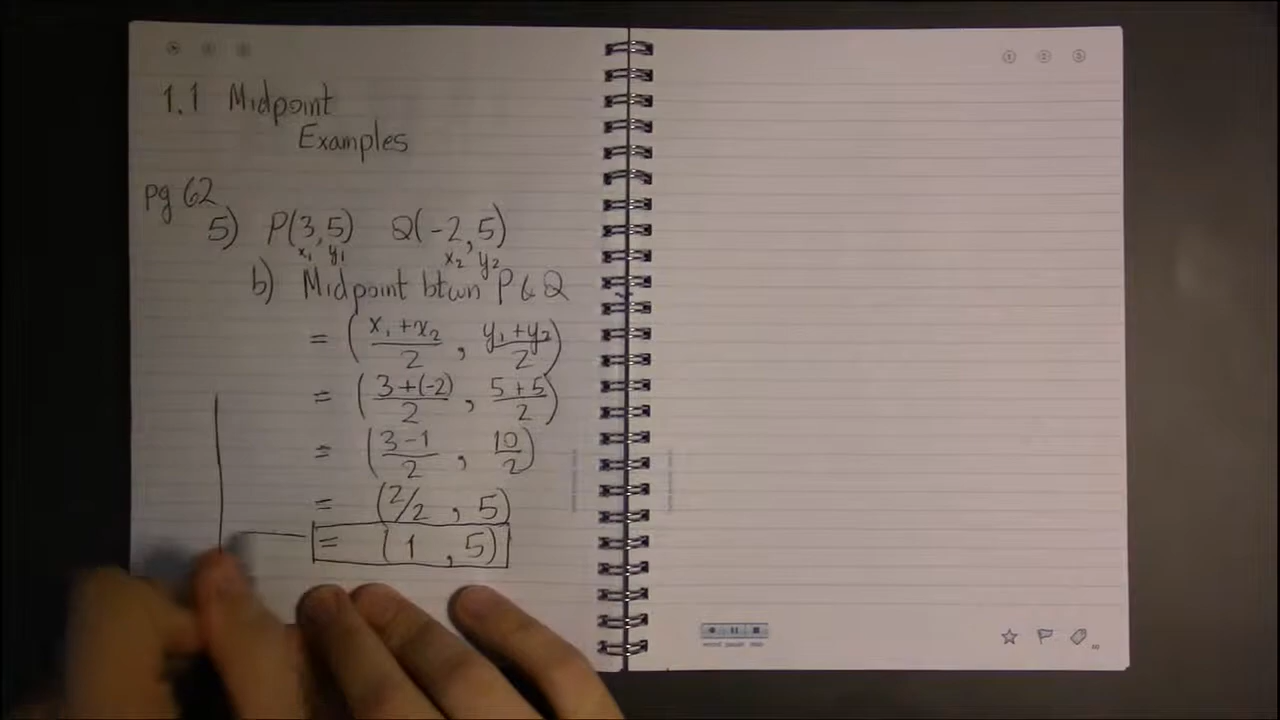 1.1 Midpoint
Examples
pg 62
5) P(3,5) Q(-2,5)
x₁ y₁ x₂ y₂
b) Midpoint btwn P & Q
= (x₁+x₂/2 , y₁+y₂/2)
= (3+(-2)/2 , 5+5/2)
= (3-1/2 , 10/2)
= (2/2 , 5)
= (1 , 5)